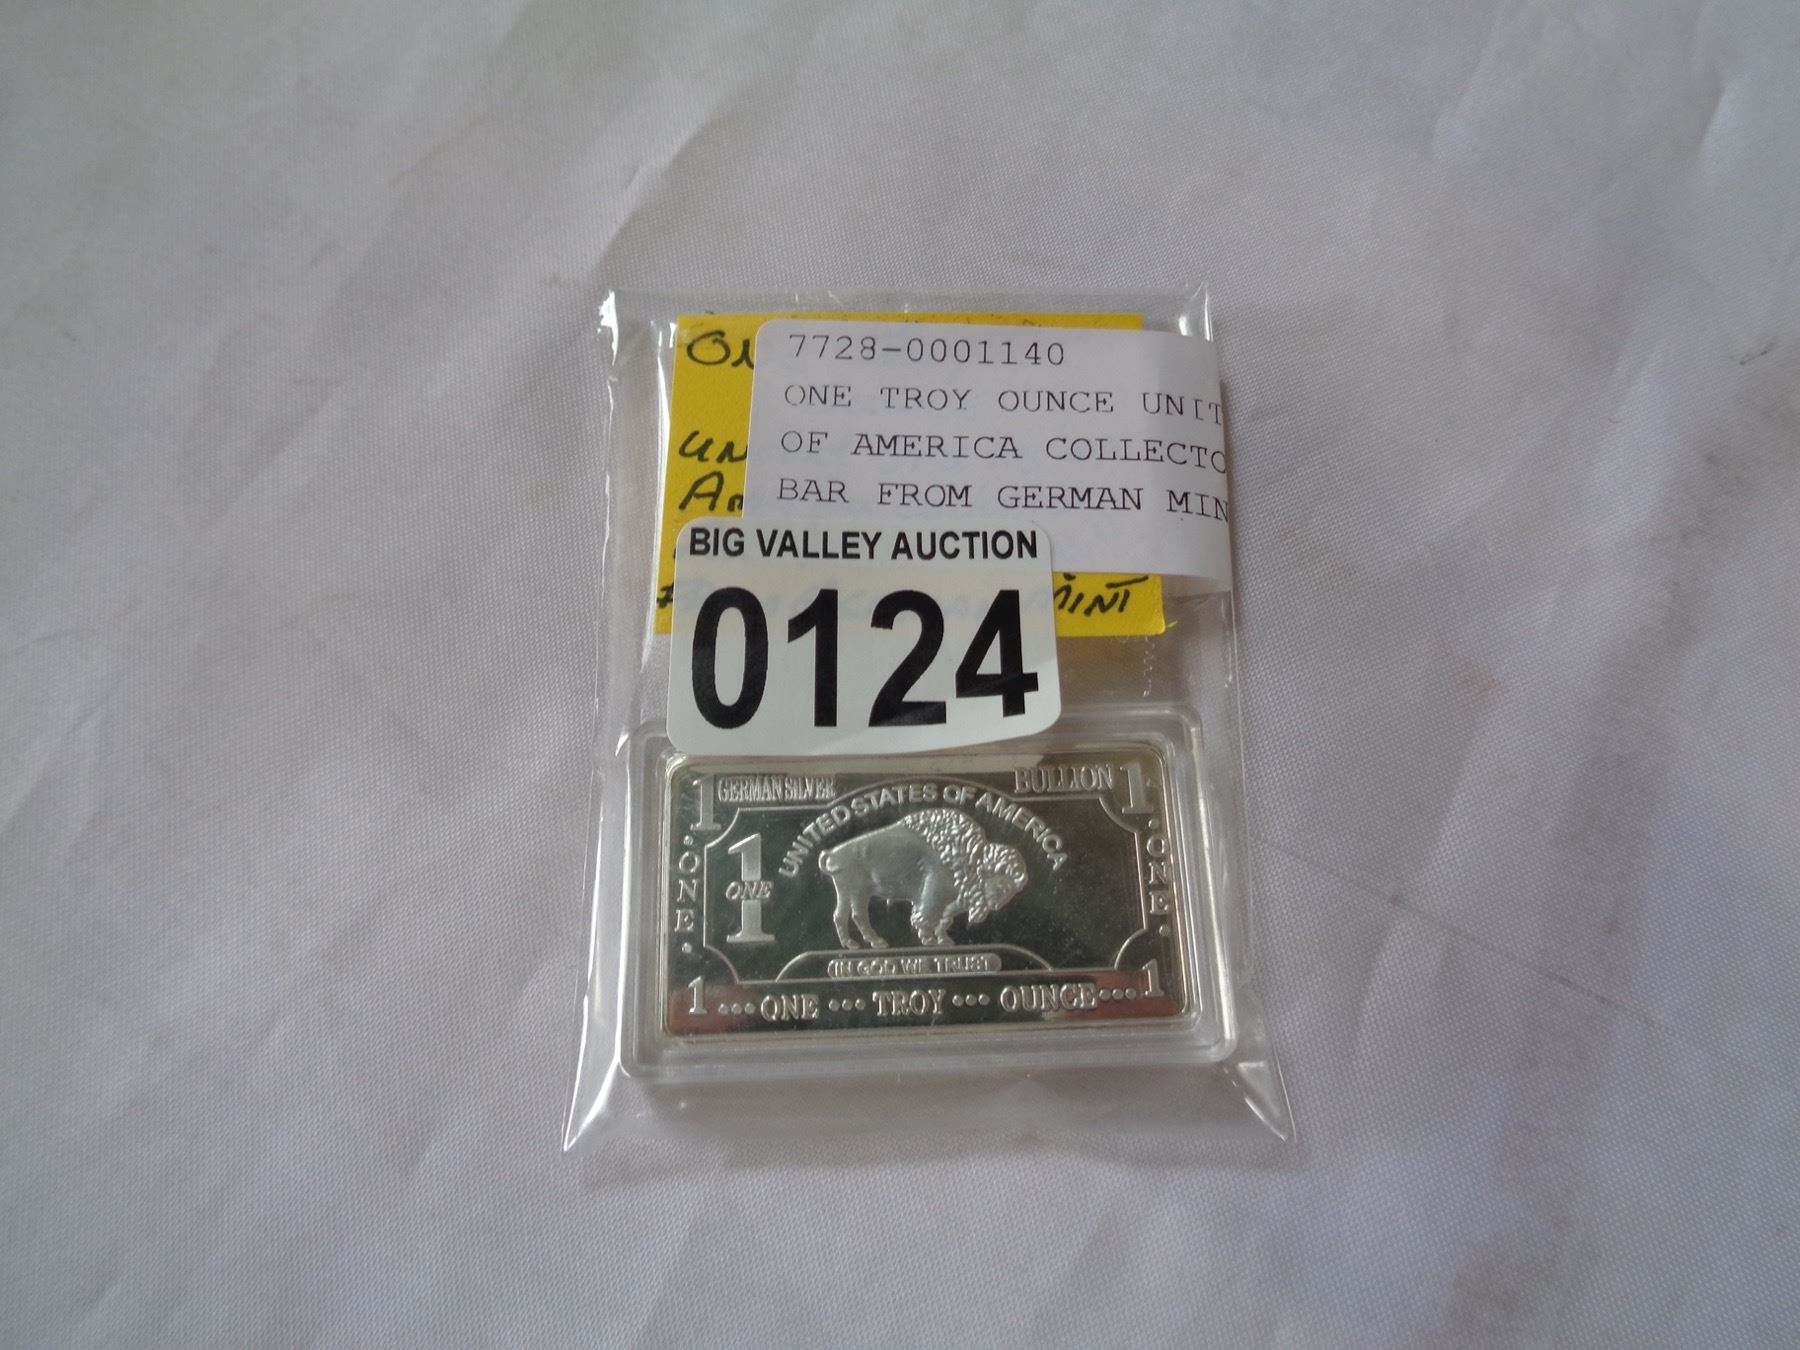 7728-0001140
ONE TROY OUNCE UNIT
OF AMERICA COLLECTO
BAR FROM GERMAN MIN
MINT
BIG VALLEY AUCTION
0124
1 GERMAN SILVER BULLION 1
UNITED STATES OF AMERICA
• ONE •
1
ONE
• ONE •
IN GOD WE TRUST
1 ••• ONE ••• TROY ••• OUNCE ••• 1